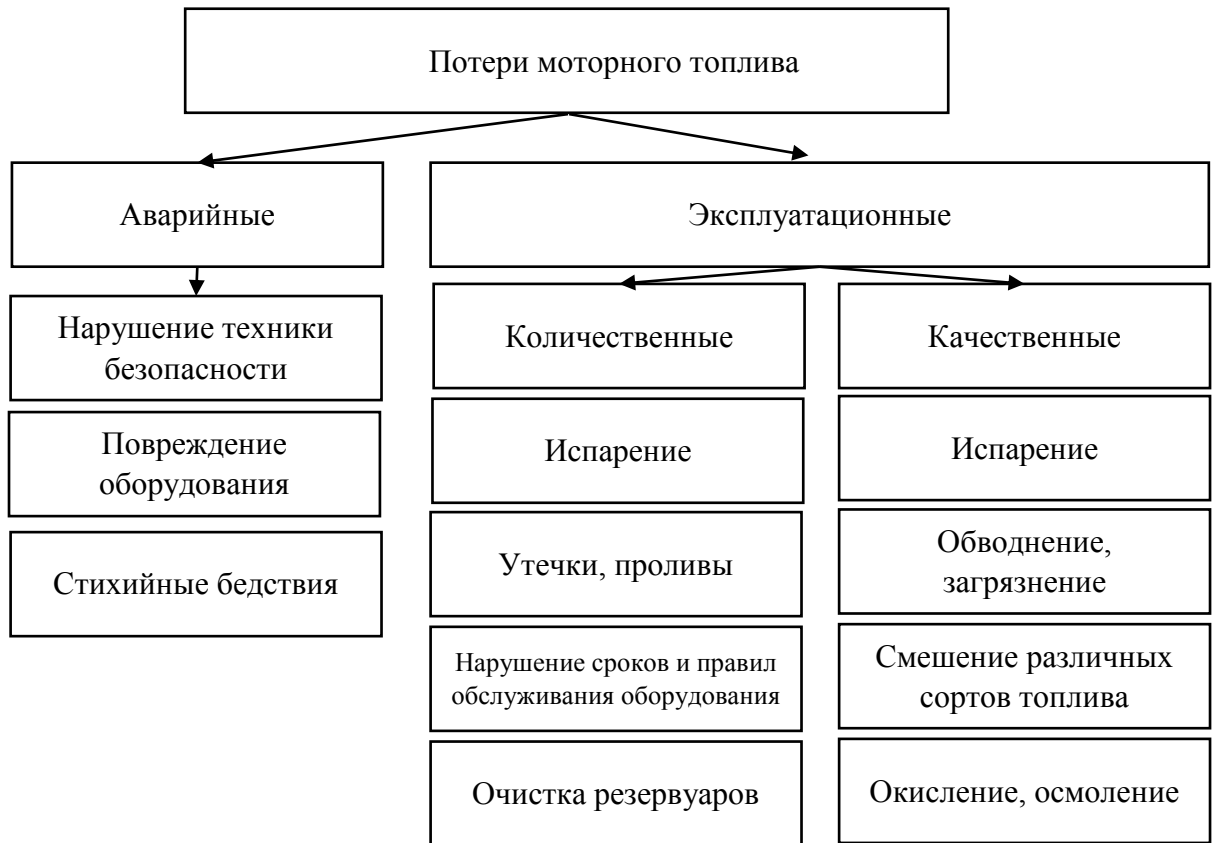 Потери моторного топлива
Аварийные
Эксплуатационные
Нарушение техники
безопасности
Количественные
Качественные
Повреждение
оборудования
Испарение
Испарение
Стихийные бедствия
Утечки, проливы
Обводнение,
загрязнение
Нарушение сроков и правил
обслуживания оборудования
Смешение различных
сортов топлива
Очистка резервуаров
Окисление, осмоление